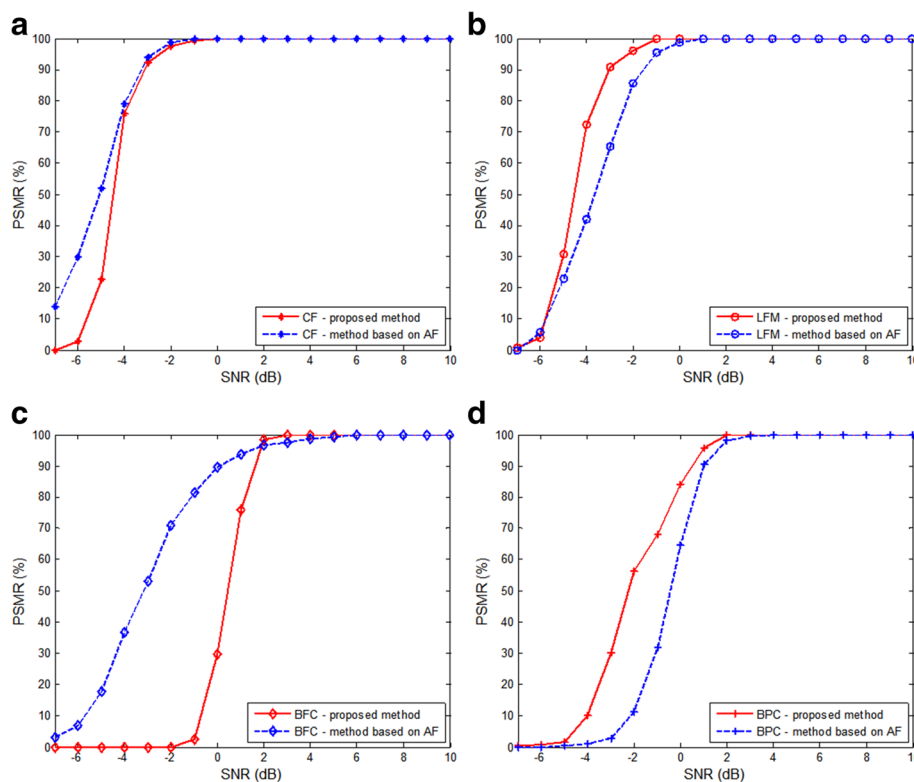 a
100
90
80
70
60
50
40
30
20
10
0
PSMR (%)
-6 -4 -2 0 2 4 6 8 10
SNR (dB)
CF - proposed method
CF - method based on AF
b
100
90
80
70
60
50
40
30
20
10
0
PSMR (%)
-6 -4 -2 0 2 4 6 8 10
SNR (dB)
LFM - proposed method
LFM - method based on AF
c
100
90
80
70
60
50
40
30
20
10
0
PSMR (%)
-6 -4 -2 0 2 4 6 8 10
SNR (dB)
BFC - proposed method
BFC - method based on AF
d
100
90
80
70
60
50
40
30
20
10
0
PSMR (%)
-6 -4 -2 0 2 4 6 8 10
SNR (dB)
BPC - proposed method
BPC - method based on AF